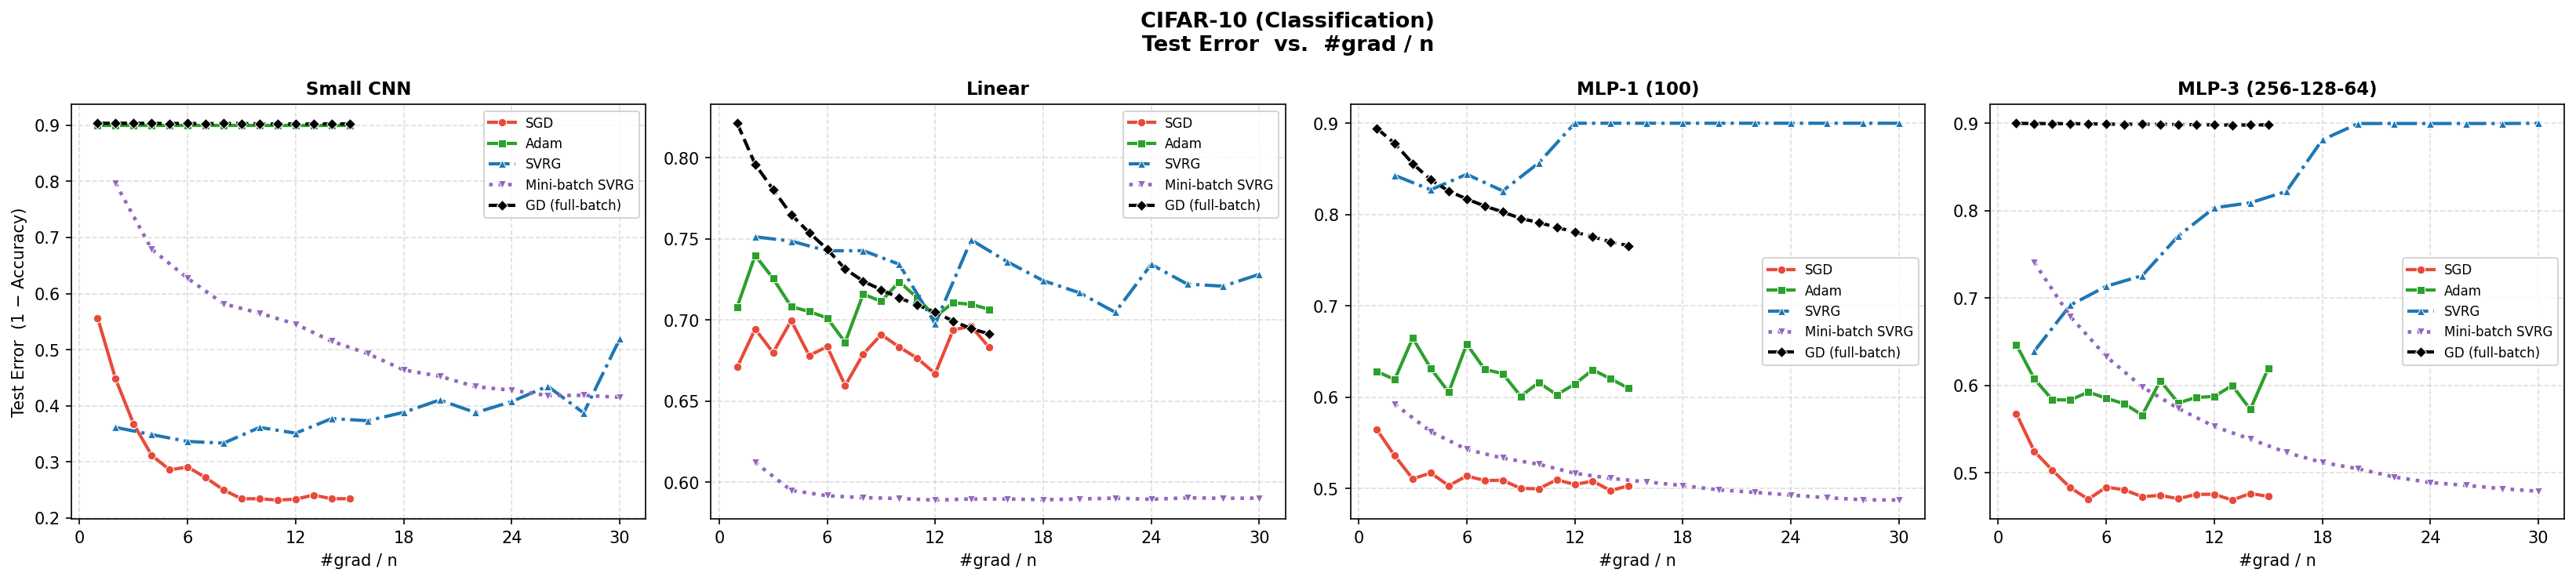 CIFAR-10 (Classification)
Test Error vs. #grad / n
Small CNN
Test Error (1 − Accuracy)
0.9
0.8
0.7
0.6
0.5
0.4
0.3
0.2
0 6 12 18 24 30
#grad / n
SGD
Adam
SVRG
Mini-batch SVRG
GD (full-batch)
Linear
0.80
0.75
0.70
0.65
0.60
0 6 12 18 24 30
#grad / n
SGD
Adam
SVRG
Mini-batch SVRG
GD (full-batch)
MLP-1 (100)
0.9
0.8
0.7
0.6
0.5
0 6 12 18 24 30
#grad / n
SGD
Adam
SVRG
Mini-batch SVRG
GD (full-batch)
MLP-3 (256-128-64)
0.9
0.8
0.7
0.6
0.5
0 6 12 18 24 30
#grad / n
SGD
Adam
SVRG
Mini-batch SVRG
GD (full-batch)